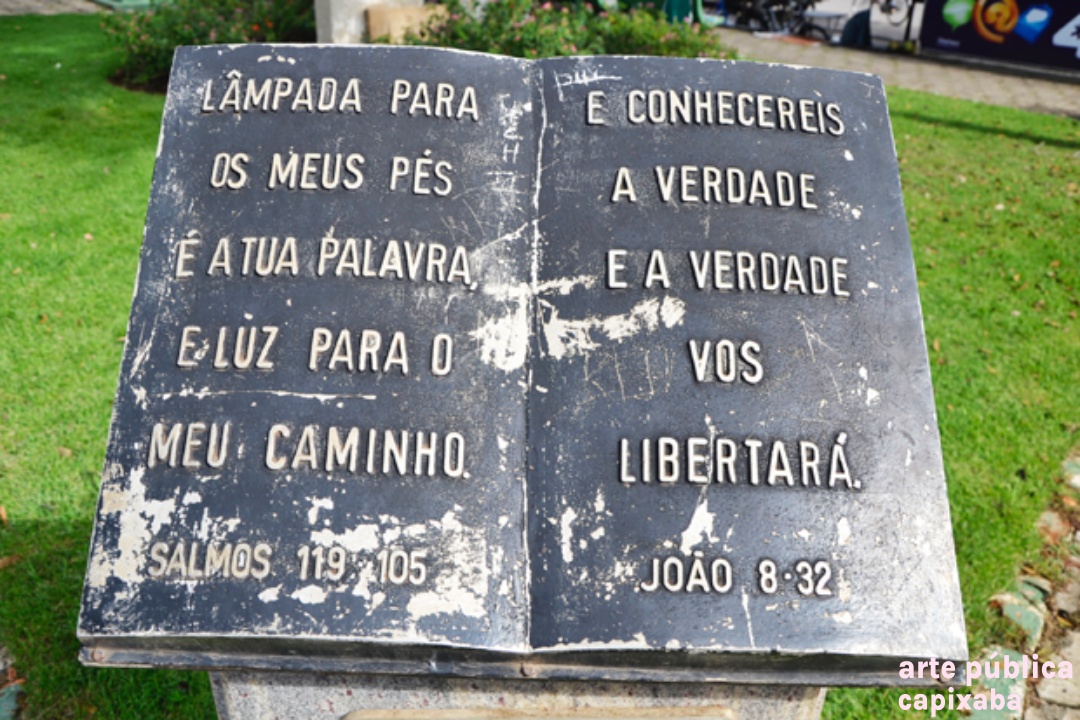 LÂMPADA PARA
OS MEUS PÉS
É A TUA PALAVRA,
E LUZ PARA O
MEU CAMINHO.
SALMOS 119·105
E CONHECEREIS
A VERDADE
E A VERDADE
VOS
LIBERTARÁ.
JOÃO 8·32
arte pública
capixaba